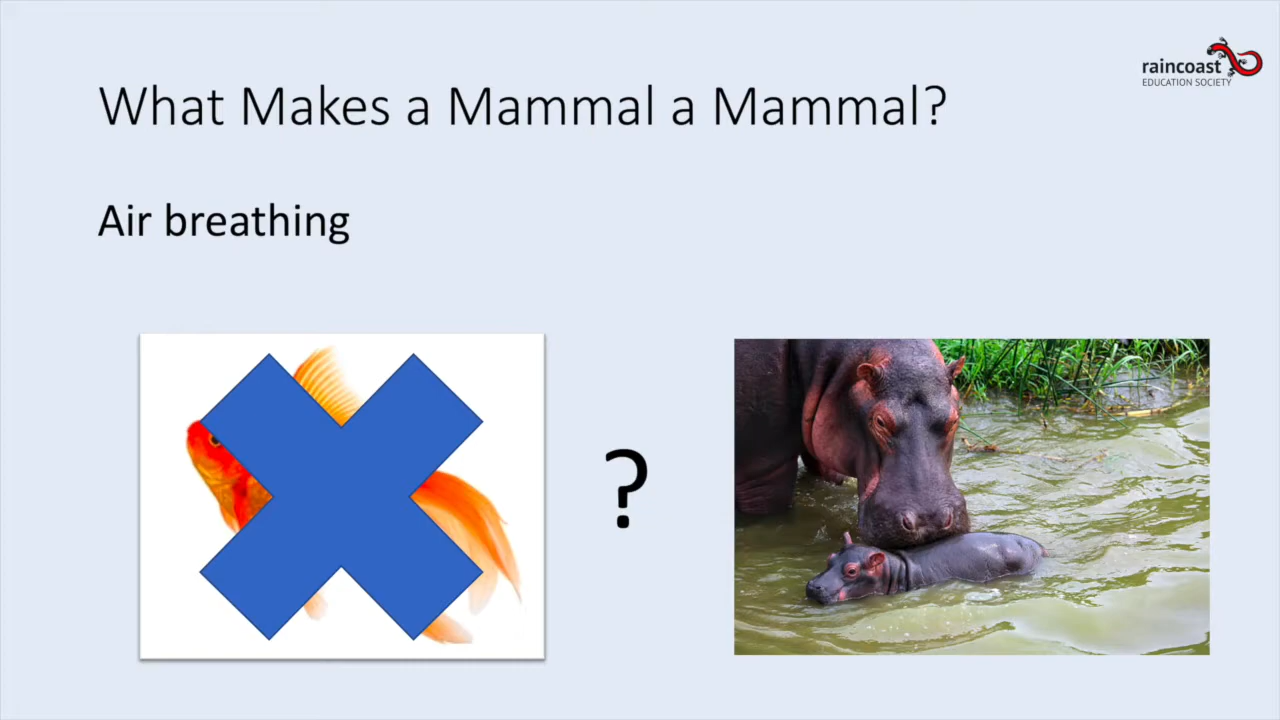 raincoast
EDUCATION SOCIETY
What Makes a Mammal a Mammal?
Air breathing
?